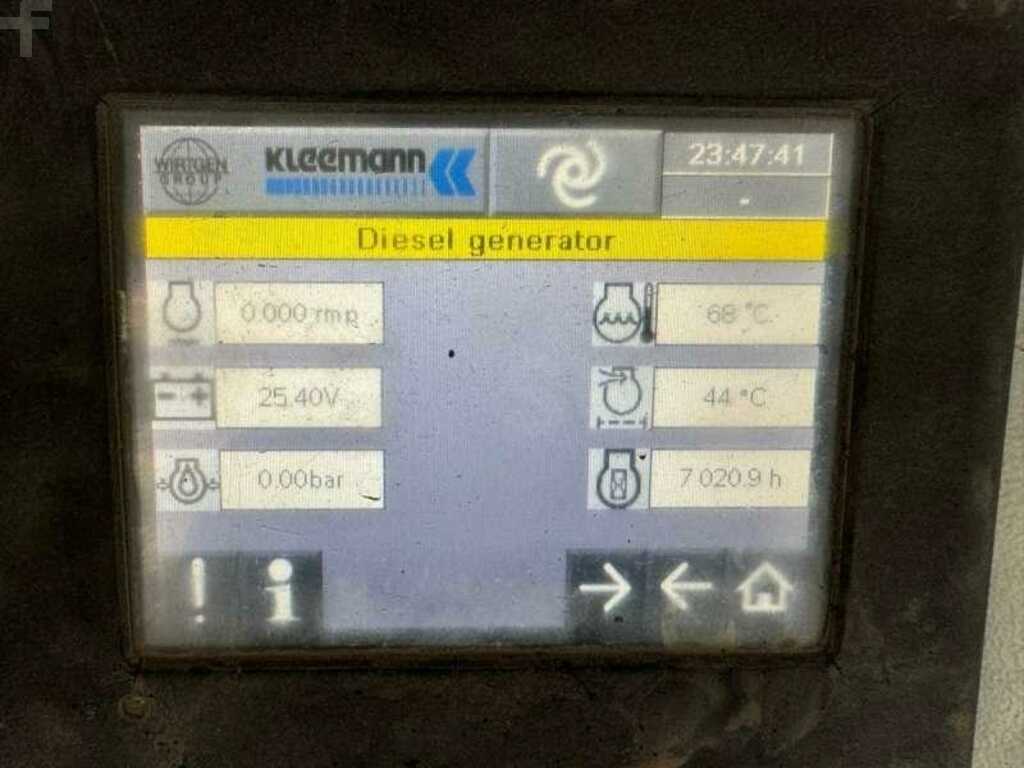 WIRTGEN
GROUP
KLEEMANN
23:47:41
-
Diesel generator
0.000 rmp
68 °C
25.40V
44 °C
0.00bar
7 020.9 h